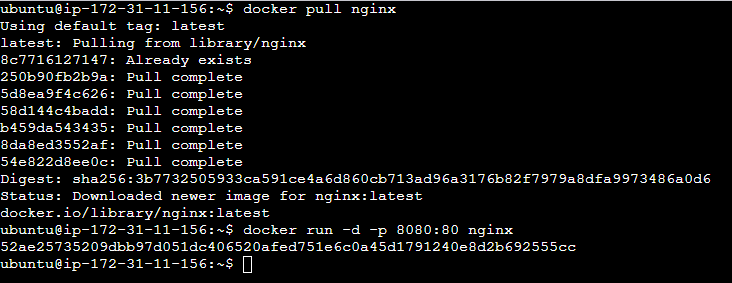 ubuntu@ip-172-31-11-156:~$ docker pull nginx
Using default tag: latest
latest: Pulling from library/nginx
8c7716127147: Already exists
250b90fb2b9a: Pull complete
5d8ea9f4c626: Pull complete
58d144c4badd: Pull complete
b459da543435: Pull complete
8da8ed3552af: Pull complete
54e822d8ee0c: Pull complete
Digest: sha256:3b7732505933ca591ce4a6d860cb713ad96a3176b82f7979a8dfa9973486a0d6
Status: Downloaded newer image for nginx:latest
docker.io/library/nginx:latest
ubuntu@ip-172-31-11-156:~$ docker run -d -p 8080:80 nginx
52ae25735209dbb97d051dc406520afed751e6c0a45d1791240e8d2b692555cc
ubuntu@ip-172-31-11-156:~$